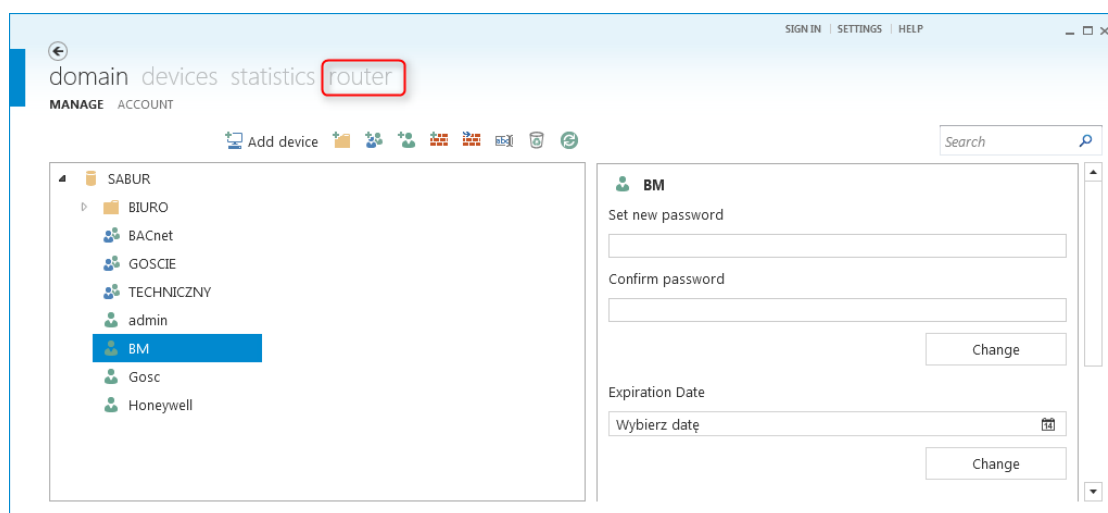 SIGN IN | SETTINGS | HELP
domain devices statistics router
MANAGE ACCOUNT
Add device
Search
SABUR
BIURO
BACnet
GOSCIE
TECHNICZNY
admin
BM
Gosc
Honeywell
BM
Set new password
Confirm password
Change
Expiration Date
Wybierz datę
14
Change